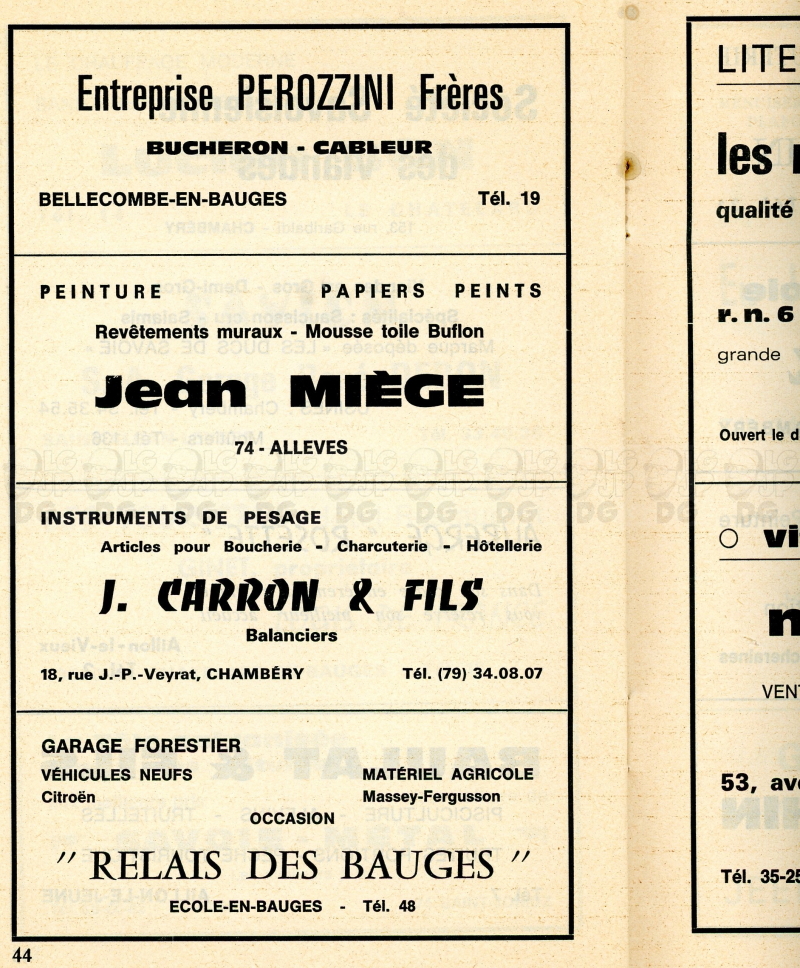 Entreprise PEROZZINI Frères
BUCHERON - CABLEUR
BELLECOMBE-EN-BAUGES Tél. 19
PEINTURE PAPIERS PEINTS
Revêtements muraux - Mousse toile Buflon
Jean MIÈGE
74 - ALLEVES
INSTRUMENTS DE PESAGE
Articles pour Boucherie - Charcuterie - Hôtellerie
J. CARRON & FILS
Balanciers
18, rue J.-P.-Veyrat, CHAMBÉRY Tél. (79) 34.08.07
GARAGE FORESTIER
VÉHICULES NEUFS MATÉRIEL AGRICOLE
Citroën Massey-Fergusson
OCCASION
" RELAIS DES BAUGES "
ECOLE-EN-BAUGES - Tél. 48
44
LITE
les
qualité
r. n. 6
grande
Ouvert le d
vi
VENT
53, ave
Tél. 35-25